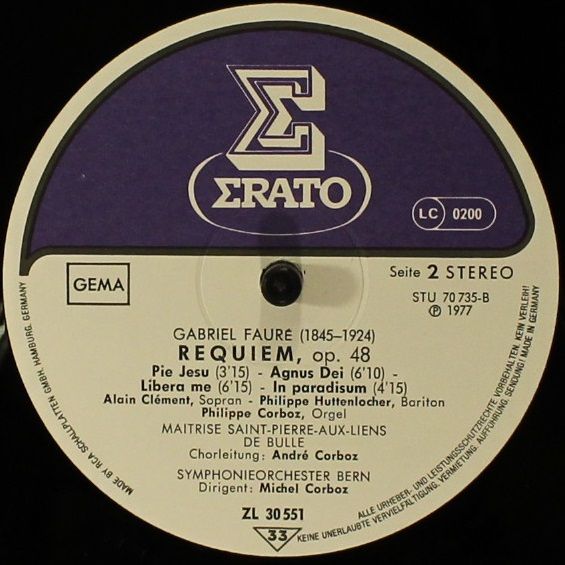 Σ
ΣRATO
LC 0200
GEMA
Seite 2 STEREO
STU 70 735-B
℗ 1977
GABRIEL FAURÉ (1845–1924)
REQUIEM, op. 48
Pie Jesu (3'15) - Agnus Dei (6'10) -
Libera me (6'15) - In paradisum (4'15)
Alain Clément, Sopran - Philippe Huttenlocher, Bariton
Philippe Corboz, Orgel
MAITRISE SAINT-PIERRE-AUX-LIENS
DE BULLE
Chorleitung: André Corboz
SYMPHONIEORCHESTER BERN
Dirigent: Michel Corboz
ZL 30 551
33
MADE BY RCA SCHALLPLATTEN GMBH, HAMBURG, GERMANY
ALLE URHEBER- UND LEISTUNGSSCHUTZRECHTE VORBEHALTEN. KEIN VERLEIH!
KEINE UNERLAUBTE VERVIELFÄLTIGUNG, VERMIETUNG, AUFFÜHRUNG, SENDUNG! MADE IN GERMANY